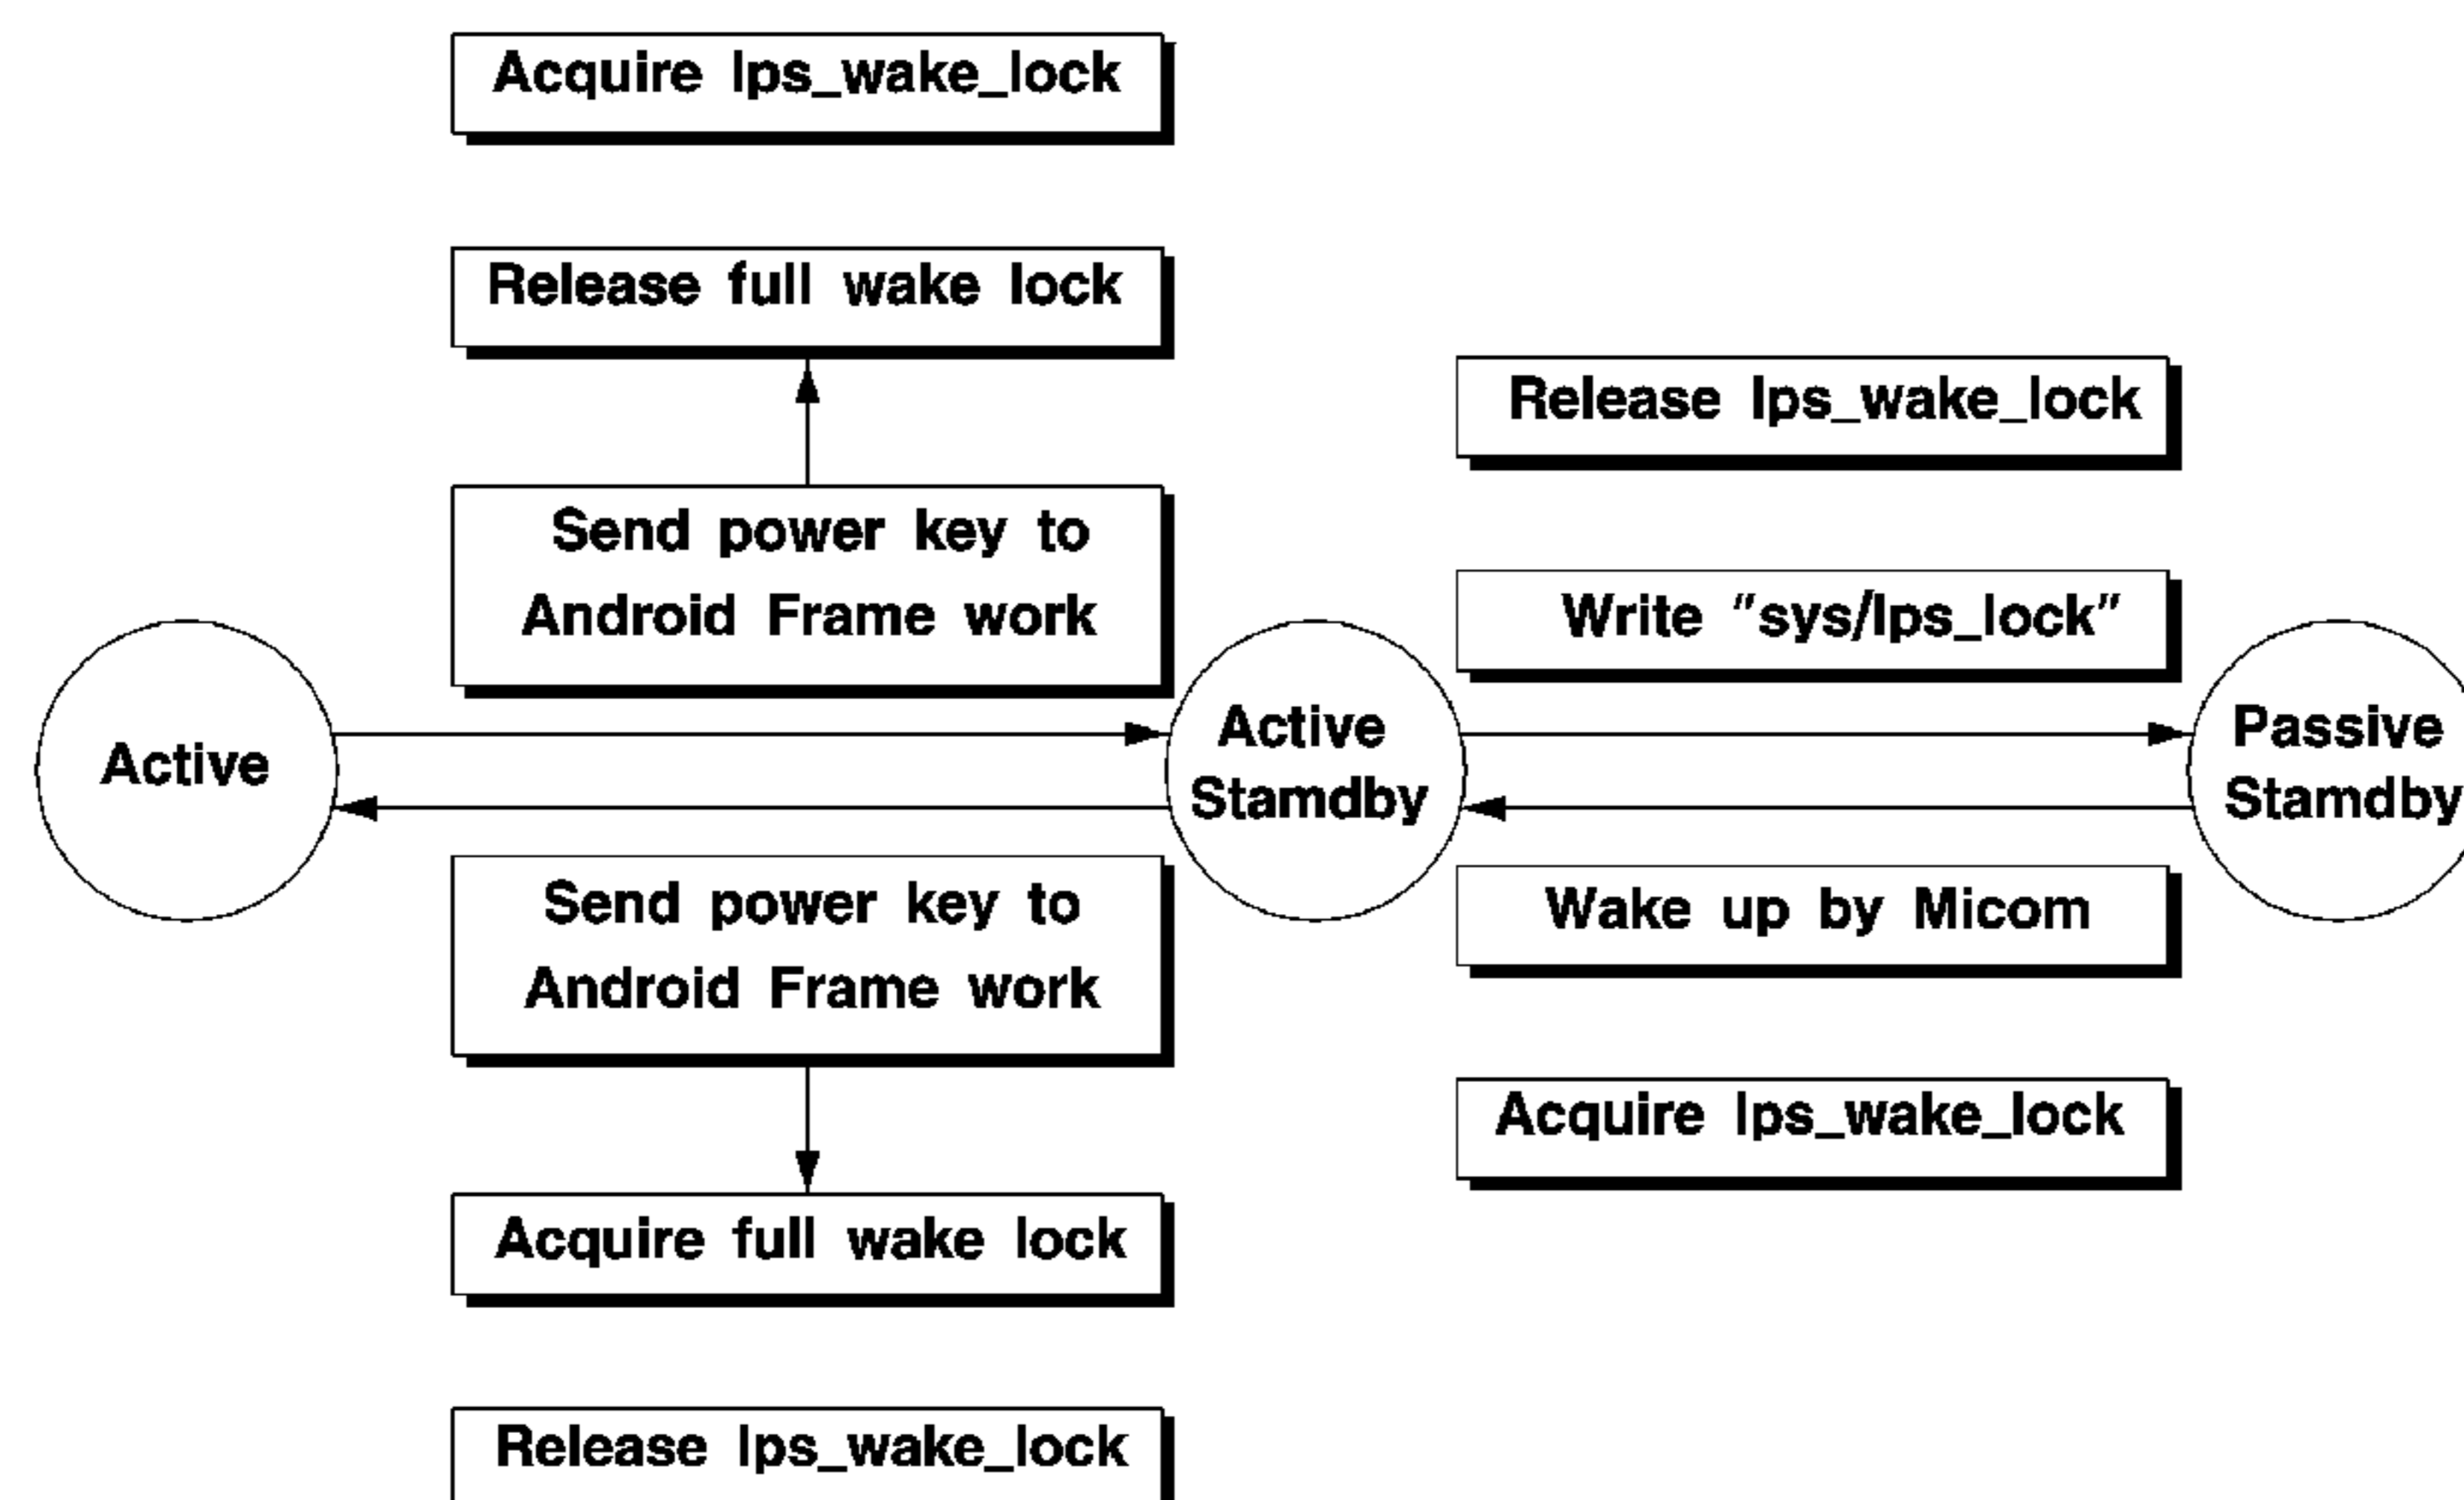 Acquire lps_wake_lock
Release full wake lock
Release lps_wake_lock
Send power key to
Android Frame work
Write "sys/lps_lock"
Active
Active
Stamdby
Passive
Stamdby
Send power key to
Android Frame work
Wake up by Micom
Acquire lps_wake_lock
Acquire full wake lock
Release lps_wake_lock